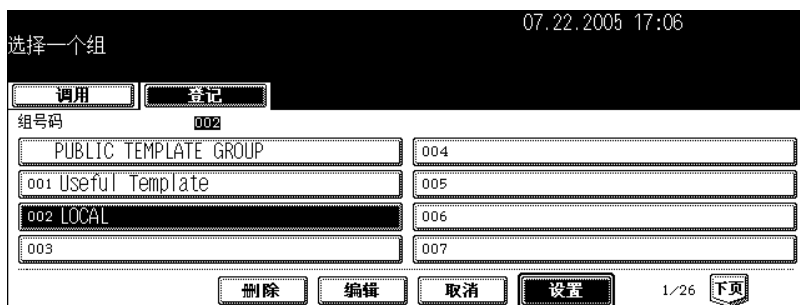 07.22.2005 17:06
选择一个组
调用 登记
组号码 002
PUBLIC TEMPLATE GROUP 004
001 Useful Template 005
002 LOCAL 006
003 007
删除 编辑 取消 设置 1/26 下页